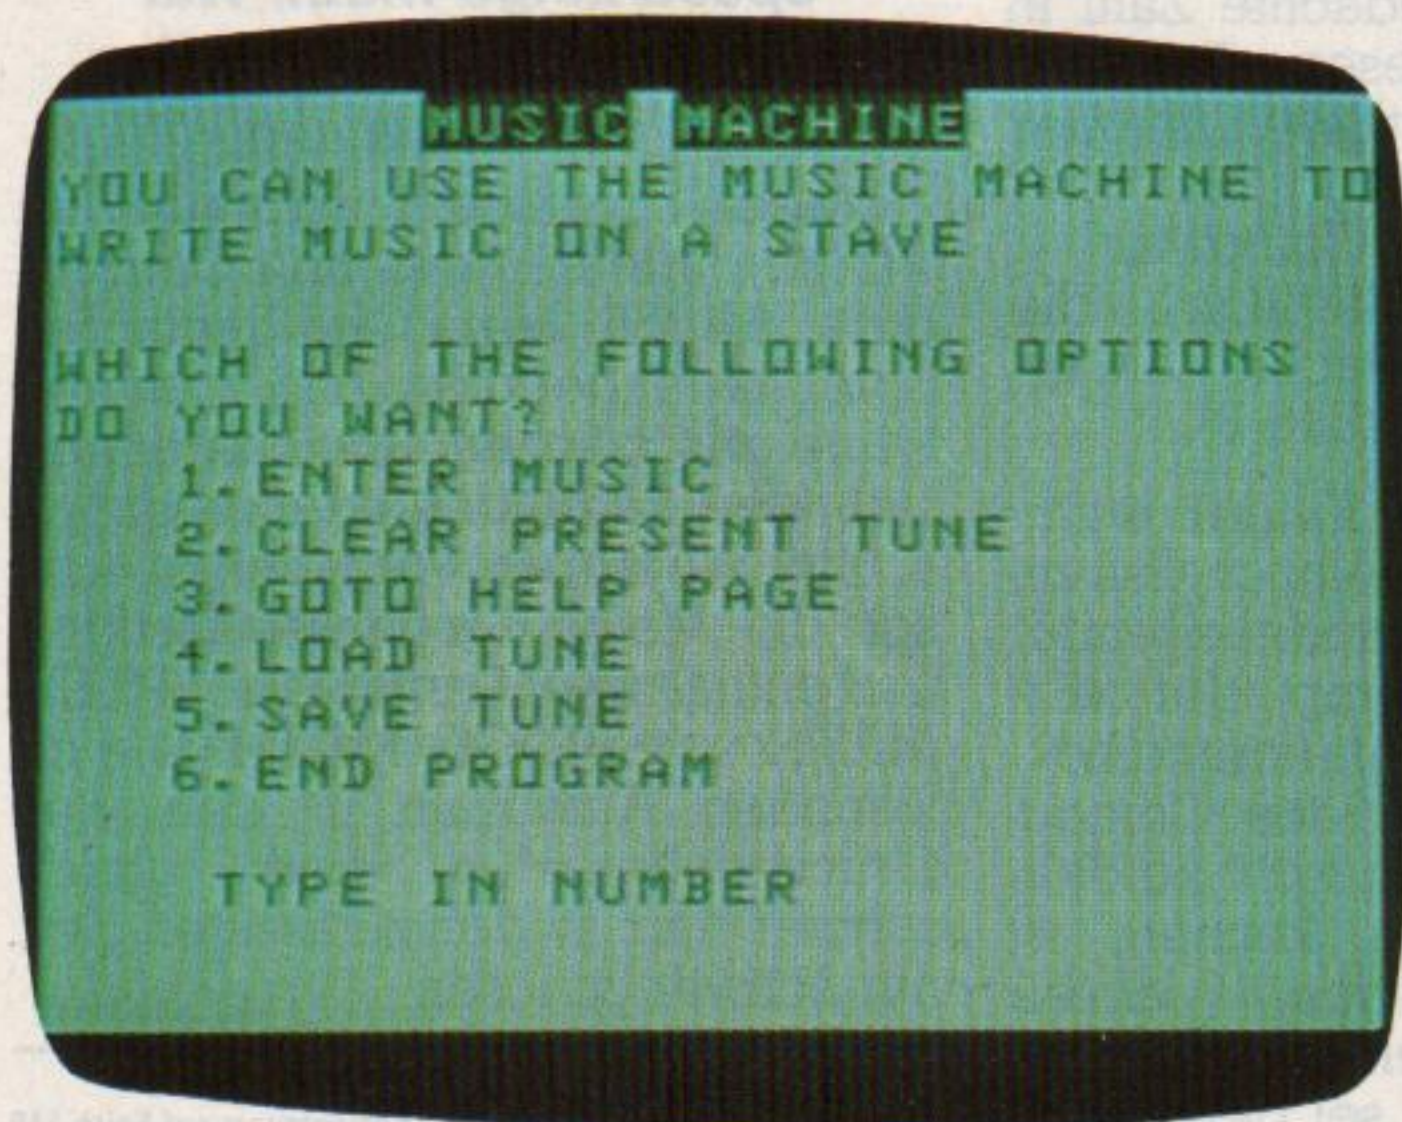 MUSIC MACHINE
YOU CAN USE THE MUSIC MACHINE TO
WRITE MUSIC ON A STAVE
WHICH OF THE FOLLOWING OPTIONS
DO YOU WANT?
1.ENTER MUSIC
2.CLEAR PRESENT TUNE
3.GOTO HELP PAGE
4.LOAD TUNE
5.SAVE TUNE
6.END PROGRAM
TYPE IN NUMBER